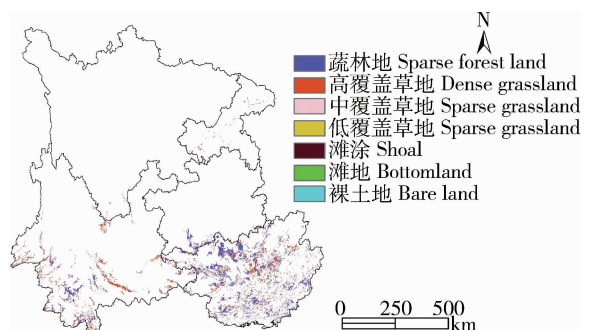 N
蔬林地 Sparse forest land
高覆盖草地 Dense grassland
中覆盖草地 Sparse grassland
低覆盖草地 Sparse grassland
滩涂 Shoal
滩地 Bottomland
裸土地 Bare land
0 250 500
km